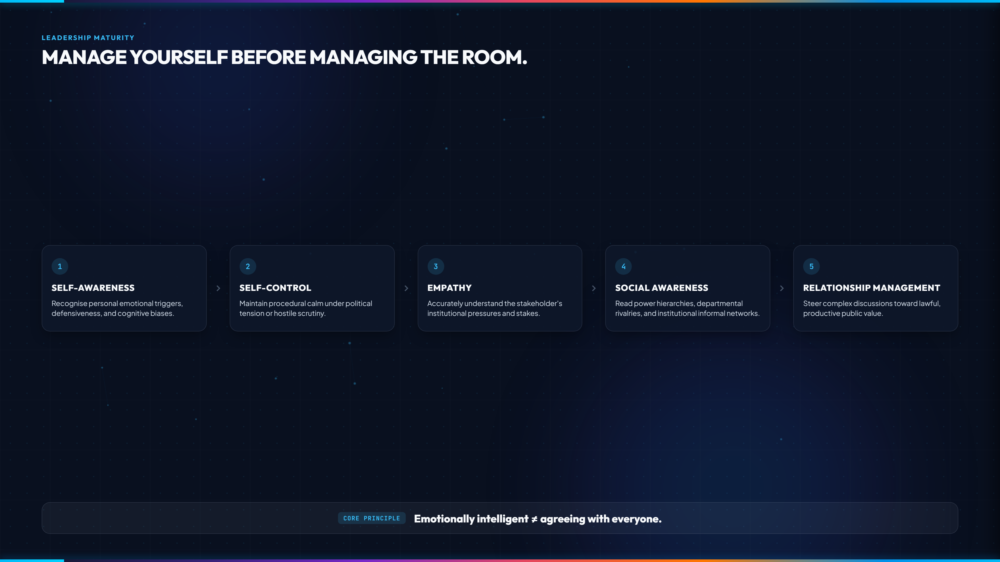 LEADERSHIP MATURITY
MANAGE YOURSELF BEFORE MANAGING THE ROOM.
1
SELF-AWARENESS
Recognise personal emotional triggers,
defensiveness, and cognitive biases.
2
SELF-CONTROL
Maintain procedural calm under political
tension or hostile scrutiny.
3
EMPATHY
Accurately understand the stakeholder's
institutional pressures and stakes.
4
SOCIAL AWARENESS
Read power hierarchies, departmental
rivalries, and institutional informal networks.
5
RELATIONSHIP MANAGEMENT
Steer complex discussions toward lawful,
productive public value.
CORE PRINCIPLE Emotionally intelligent ≠ agreeing with everyone.